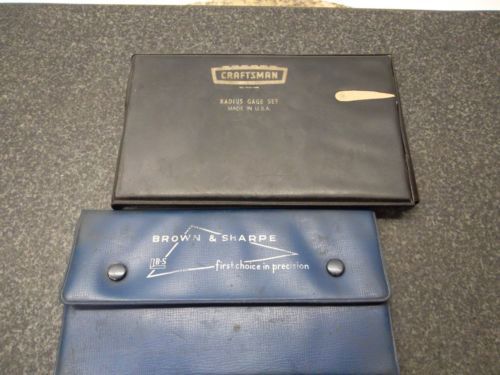 CRAFTSMAN
RADIUS GAGE SET
MADE IN U.S.A.
BROWN & SHARPE
first choice in precision